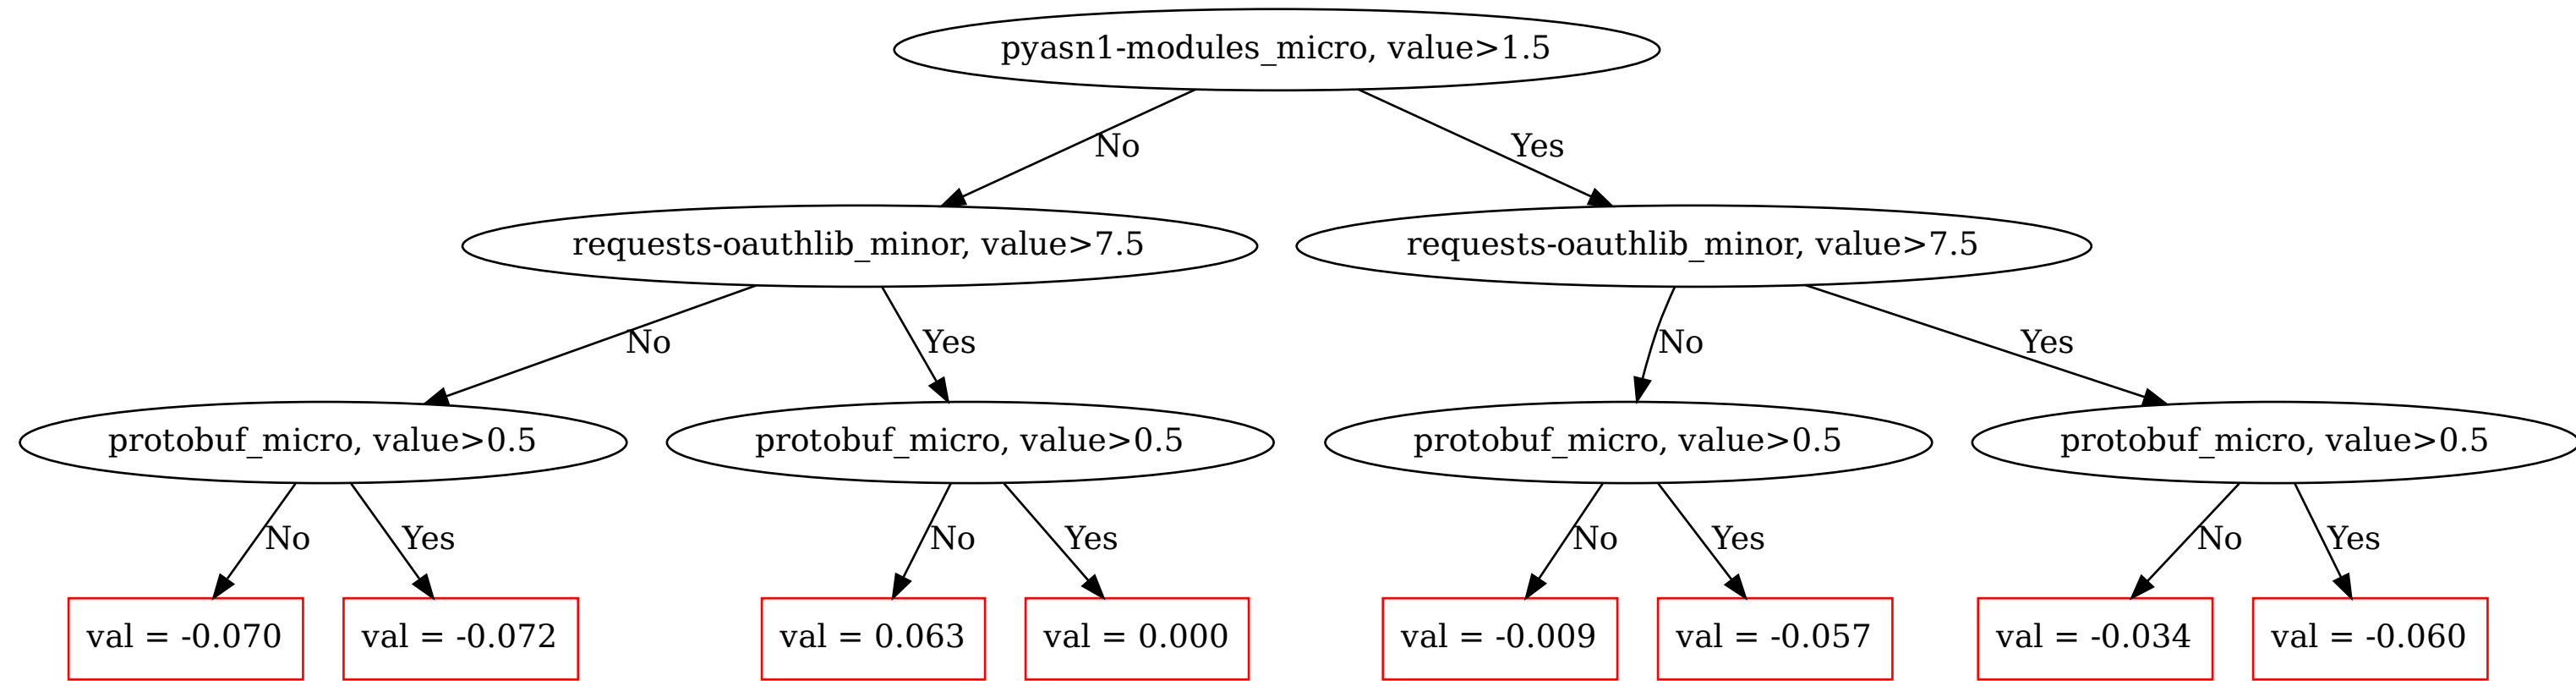 pyasn1-modules_micro, value>1.5
No
Yes
requests-oauthlib_minor, value>7.5
requests-oauthlib_minor, value>7.5
No
Yes
No
Yes
protobuf_micro, value>0.5
protobuf_micro, value>0.5
protobuf_micro, value>0.5
protobuf_micro, value>0.5
No
Yes
No
Yes
No
Yes
No
Yes
val = -0.070
val = -0.072
val = 0.063
val = 0.000
val = -0.009
val = -0.057
val = -0.034
val = -0.060